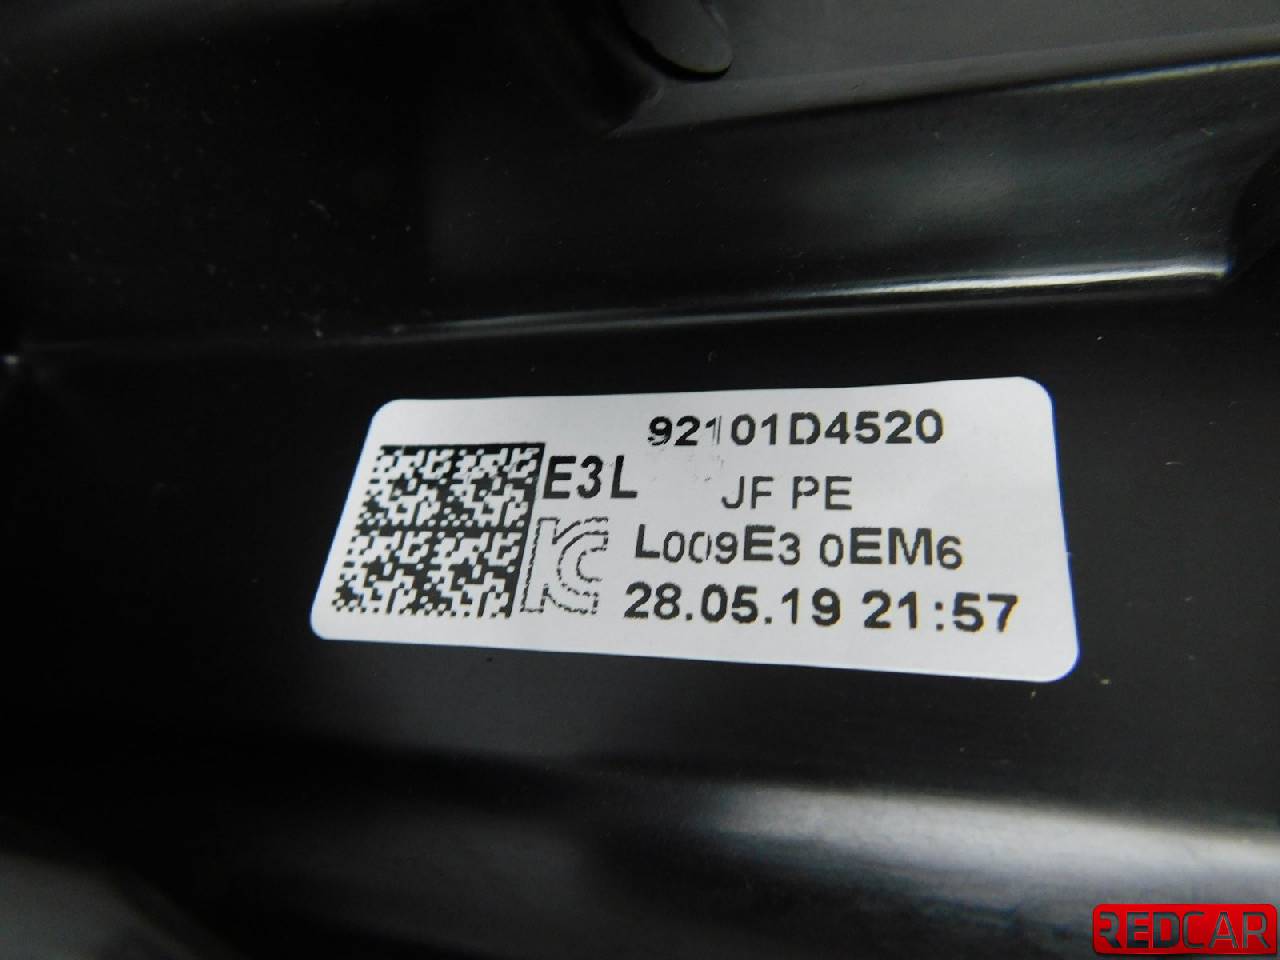 92101D4520
E3L JF PE
L009E3 0EM6
28.05.19 21:57
REDCAR